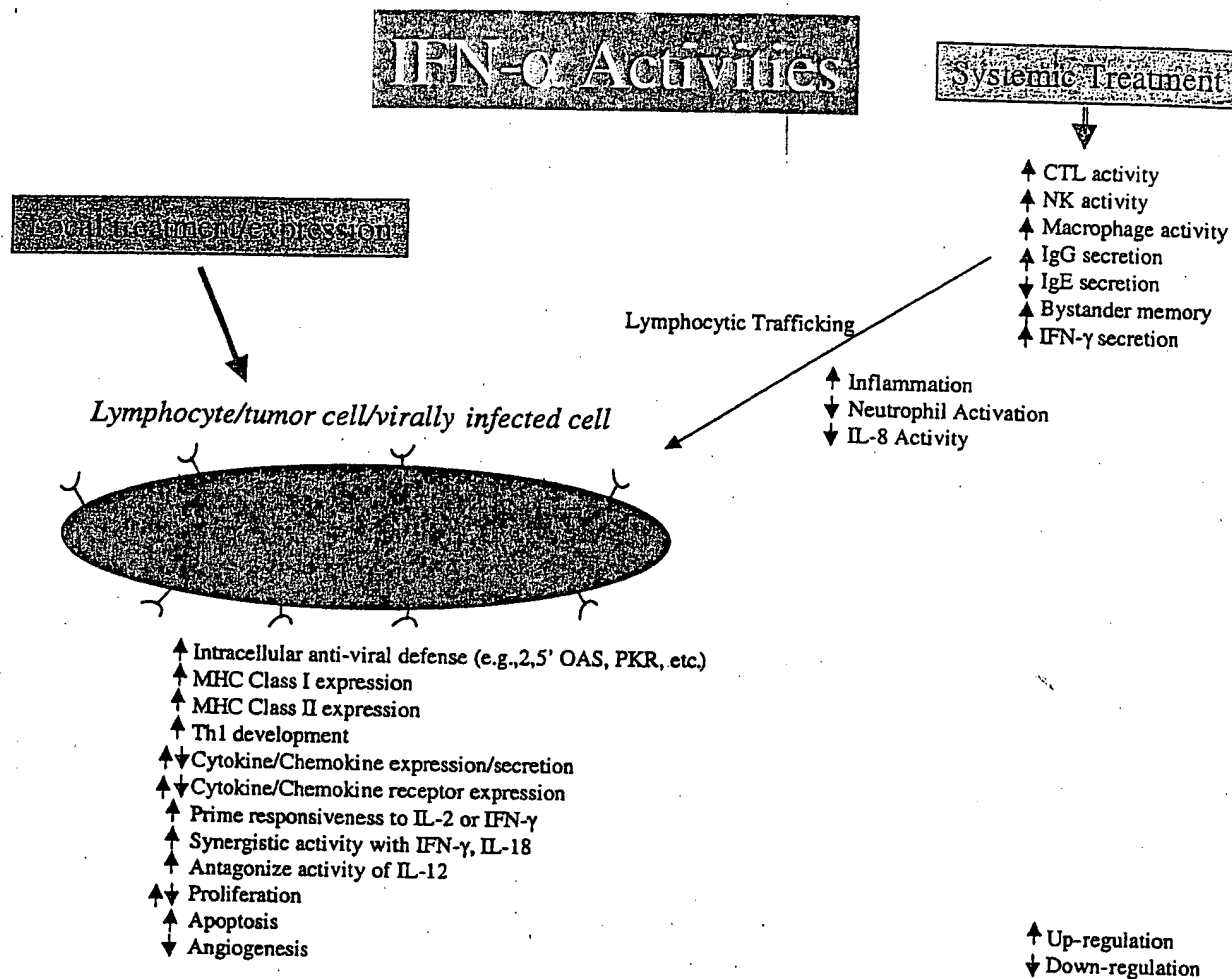 IFN-α Activities
Systemic Treatment
↑ CTL activity
↑ NK activity
↑ Macrophage activity
↑ IgG secretion
↓ IgE secretion
↑ Bystander memory
↑ IFN-γ secretion
Local treatment/expression
Lymphocytic Trafficking
↑ Inflammation
↓ Neutrophil Activation
↓ IL-8 Activity
Lymphocyte/tumor cell/virally infected cell
↑ Intracellular anti-viral defense (e.g.,2,5' OAS, PKR, etc.)
↑ MHC Class I expression
↑ MHC Class II expression
↑ Th1 development
↑↓ Cytokine/Chemokine expression/secretion
↑↓ Cytokine/Chemokine receptor expression
↑ Prime responsiveness to IL-2 or IFN-γ
↑ Synergistic activity with IFN-γ, IL-18
↑ Antagonize activity of IL-12
↑↓ Proliferation
↑ Apoptosis
↓ Angiogenesis
↑ Up-regulation
↓ Down-regulation